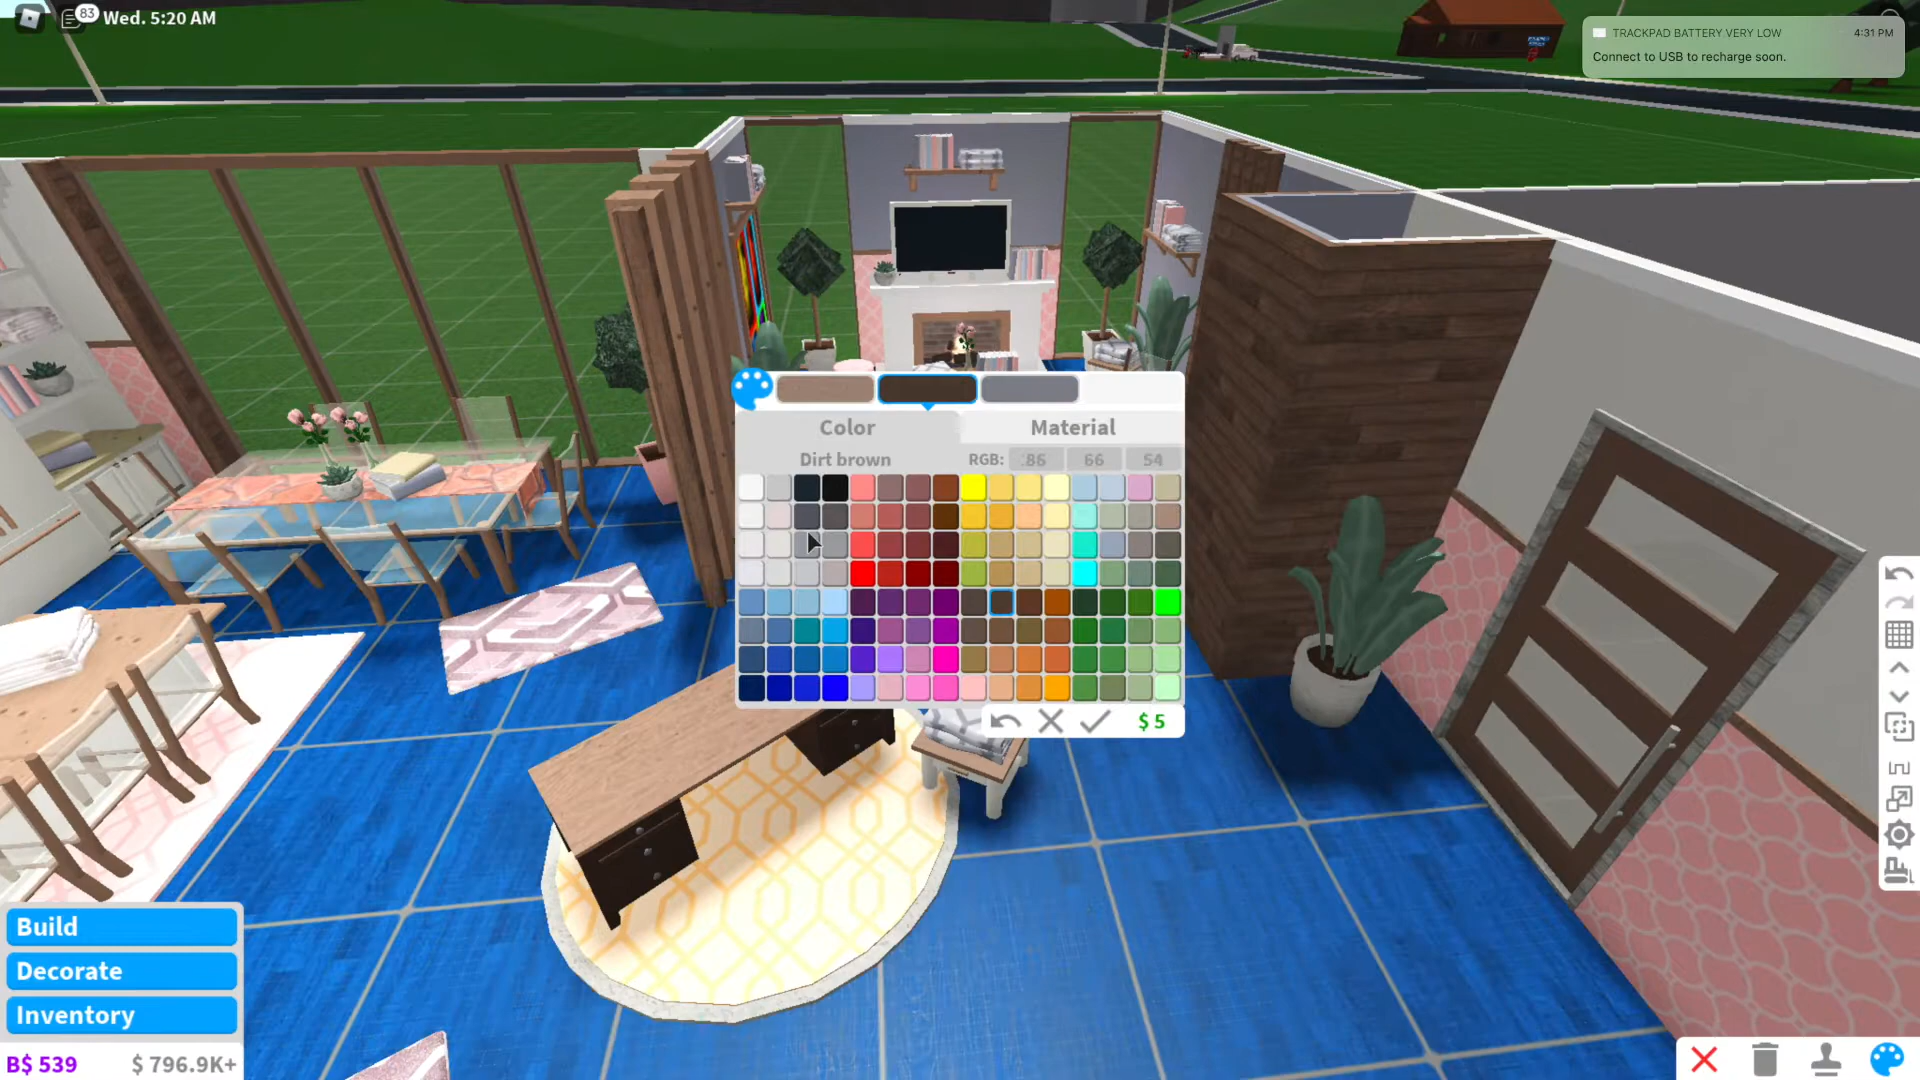 83 Wed. 5:20 AM
TRACKPAD BATTERY VERY LOW 4:31 PM
Connect to USB to recharge soon.
Color Material
Dirt brown RGB: 86 66 54
$ 5
Build
Decorate
Inventory
B$ 539 $ 796.9K+